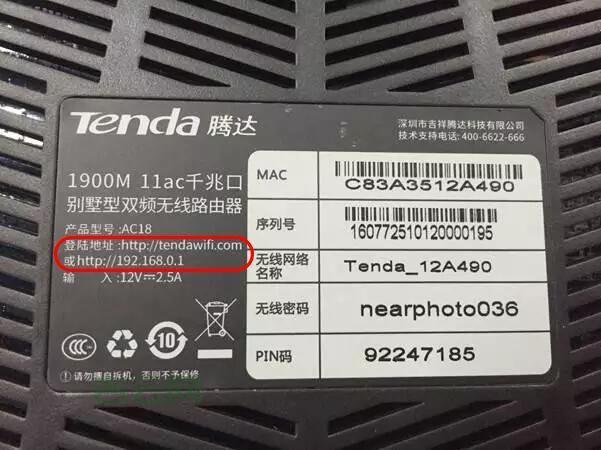 Tenda 腾达
深圳市吉祥腾达科技有限公司
技术支持电话: 400-6622-666
1900M 11ac千兆口
别墅型双频无线路由器
产品型号:AC18
登陆地址:http://tendawifi.com
或http://192.168.0.1
输 入:12V⎓2.5A
CCC
10
①请勿擅自拆机,否则不予保修
MAC
C83A3512A490
序列号
160772510120000195
无线网络名称
Tenda_12A490
无线密码
nearphoto036
PIN码
92247185